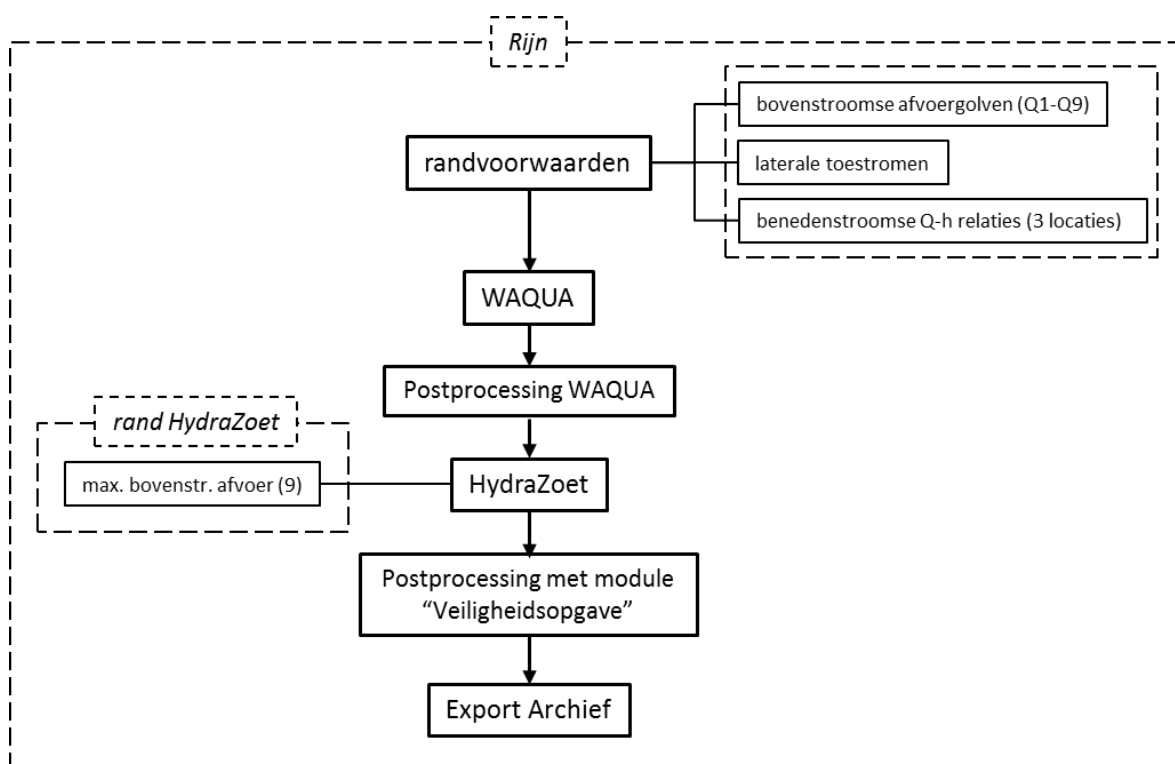 Rijn
bovenstroomse afvoergolven (Q1-Q9)
randvoorwaarden
laterale toestromen
benedenstroomse Q-h relaties (3 locaties)
WAQUA
Postprocessing WAQUA
rand HydraZoet
max. bovenstr. afvoer (9)
HydraZoet
Postprocessing met module
“Veiligheidsopgave”
Export Archief